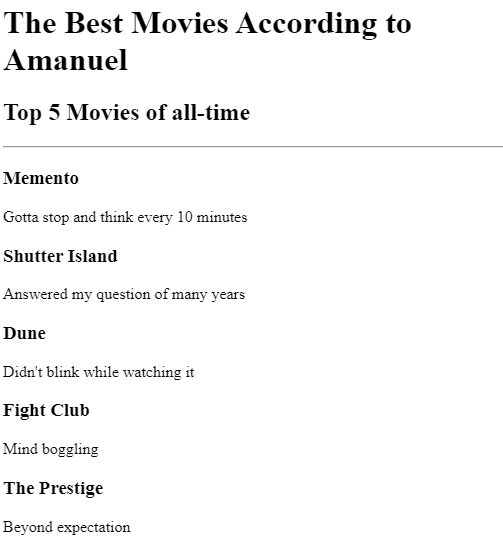 The Best Movies According to
Amanuel
Top 5 Movies of all-time
Memento
Gotta stop and think every 10 minutes
Shutter Island
Answered my question of many years
Dune
Didn't blink while watching it
Fight Club
Mind boggling
The Prestige
Beyond expectation